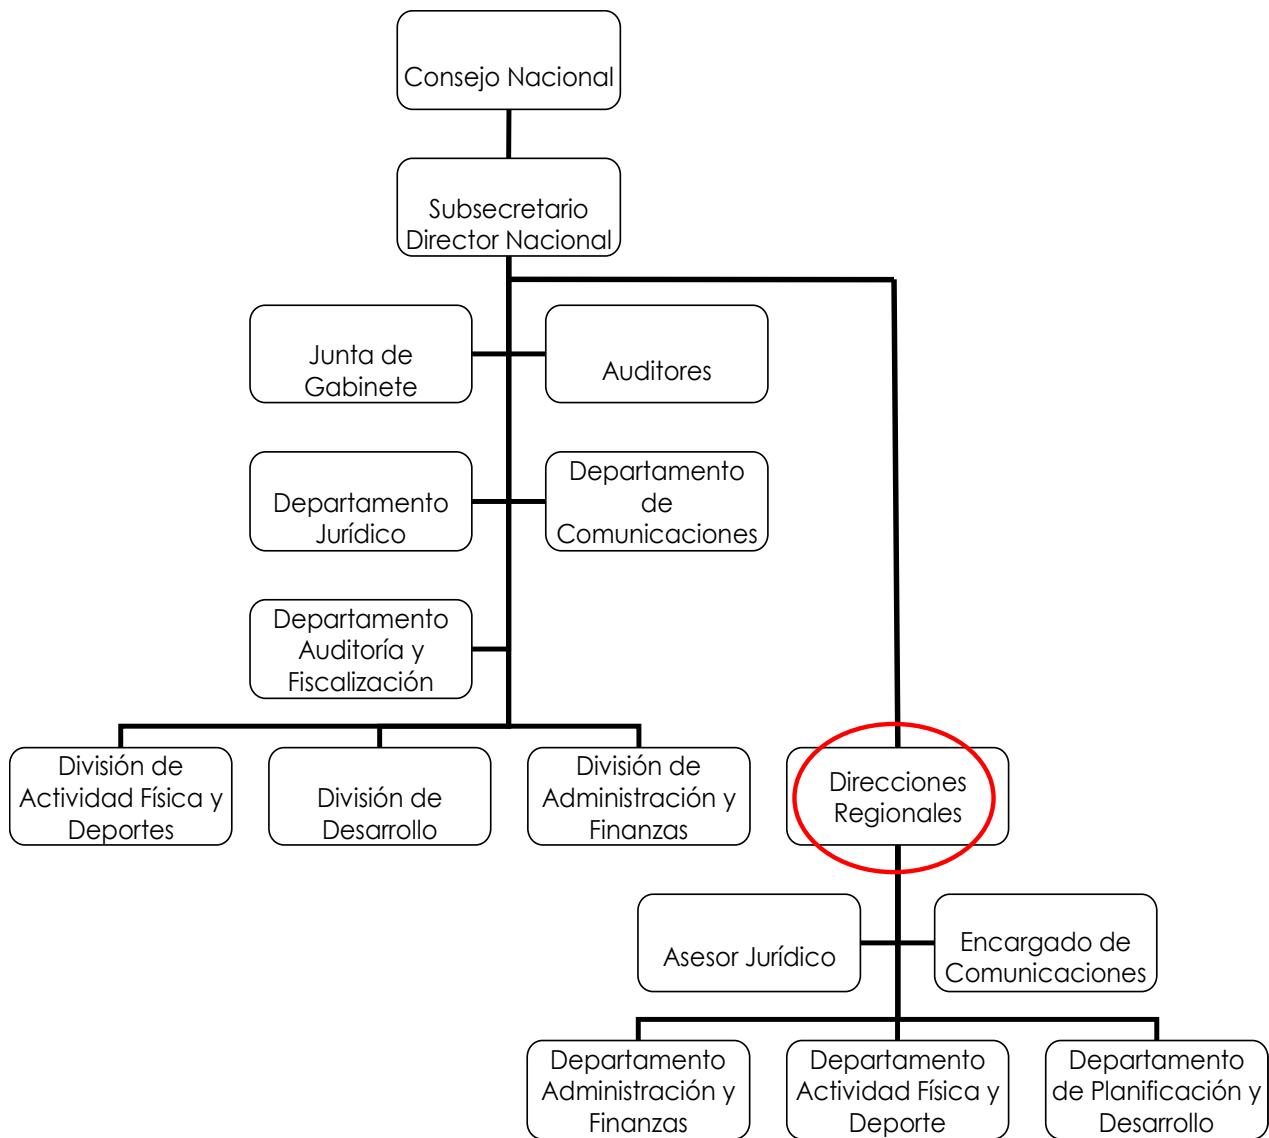 Consejo Nacional
Subsecretario
Director Nacional
Junta de
Gabinete
Auditores
Departamento
Jurídico
Departamento
de
Comunicaciones
Departamento
Auditoría y
Fiscalización
División de
Actividad Física y
Deportes
División de
Desarrollo
División de
Administración y
Finanzas
Direcciones
Regionales
Asesor Jurídico
Encargado de
Comunicaciones
Departamento
Administración y
Finanzas
Departamento
Actividad Física y
Deporte
Departamento
de Planificación y
Desarrollo